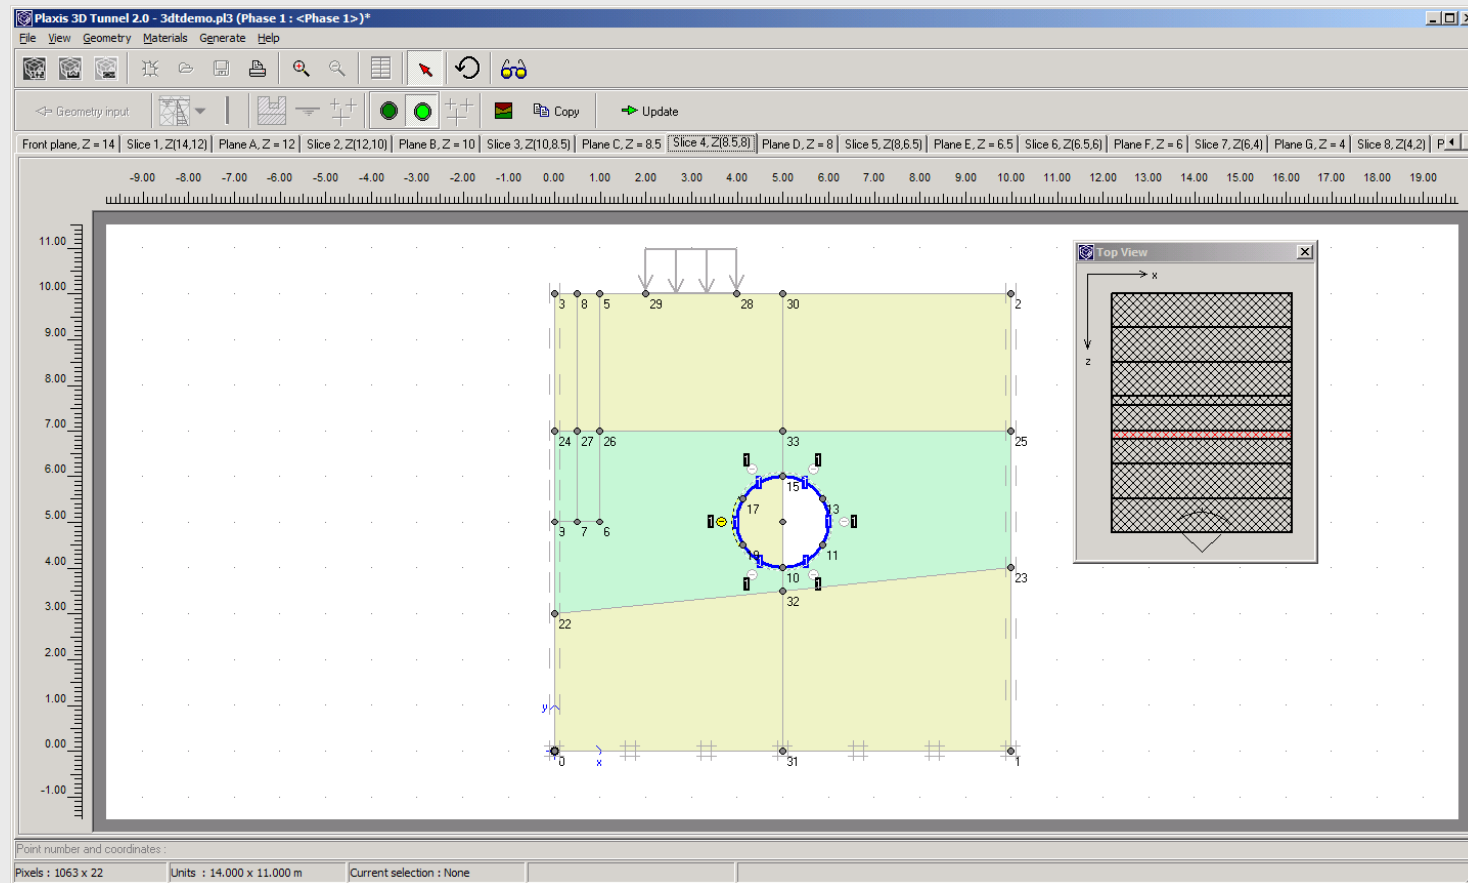 Plaxis 3D Tunnel 2.0 - 3dtdemo.pl3 (Phase 1 : <Phase 1>)*
File View Geometry Materials Generate Help
Geometry input Copy Update
Front plane, Z = 14 Slice 1, Z(14,12) Plane A, Z = 12 Slice 2, Z(12,10) Plane B, Z = 10 Slice 3, Z(10,8.5) Plane C, Z = 8.5 Slice 4, Z(8.5,8) Plane D, Z = 8 Slice 5, Z(8,6.5) Plane E, Z = 6.5 Slice 6, Z(6.5,6) Plane F, Z = 6 Slice 7, Z(6,4) Plane G, Z = 4 Slice 8, Z(4,2) P
-9.00 -8.00 -7.00 -6.00 -5.00 -4.00 -3.00 -2.00 -1.00 0.00 1.00 2.00 3.00 4.00 5.00 6.00 7.00 8.00 9.00 10.00 11.00 12.00 13.00 14.00 15.00 16.00 17.00 18.00 19.00
11.00
Top View
x
10.00
3 8 5 29 28 30 2
9.00
z
8.00
7.00
24 27 26 33 25
6.00
1 1
15
17 13
5.00
1 1
9 7 6
11
4.00
10
1 1
23
3.00
32
22
2.00
1.00
y
0.00
0 x 31 1
-1.00
Point number and coordinates :
Pixels : 1063 x 22 Units : 14.000 x 11.000 m Current selection : None